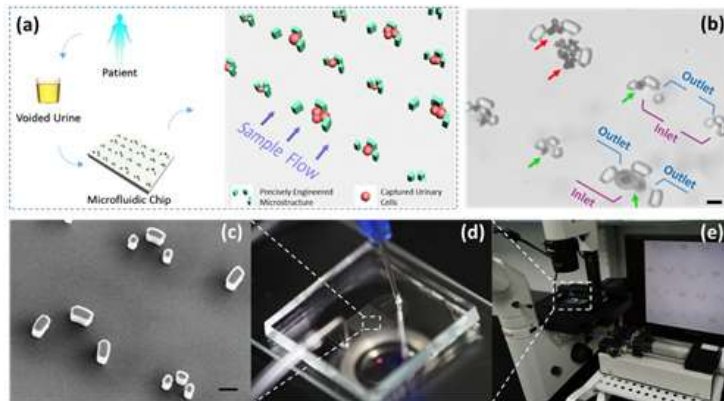 (a)
Patient
Voided Urine
Microfluidic Chip
Sample Flow
Precisely Engineered
Microstructure
Captured Urinary
Cells
(b)
Outlet
Inlet
Outlet
Outlet
Inlet
(c)
(d)
(e)